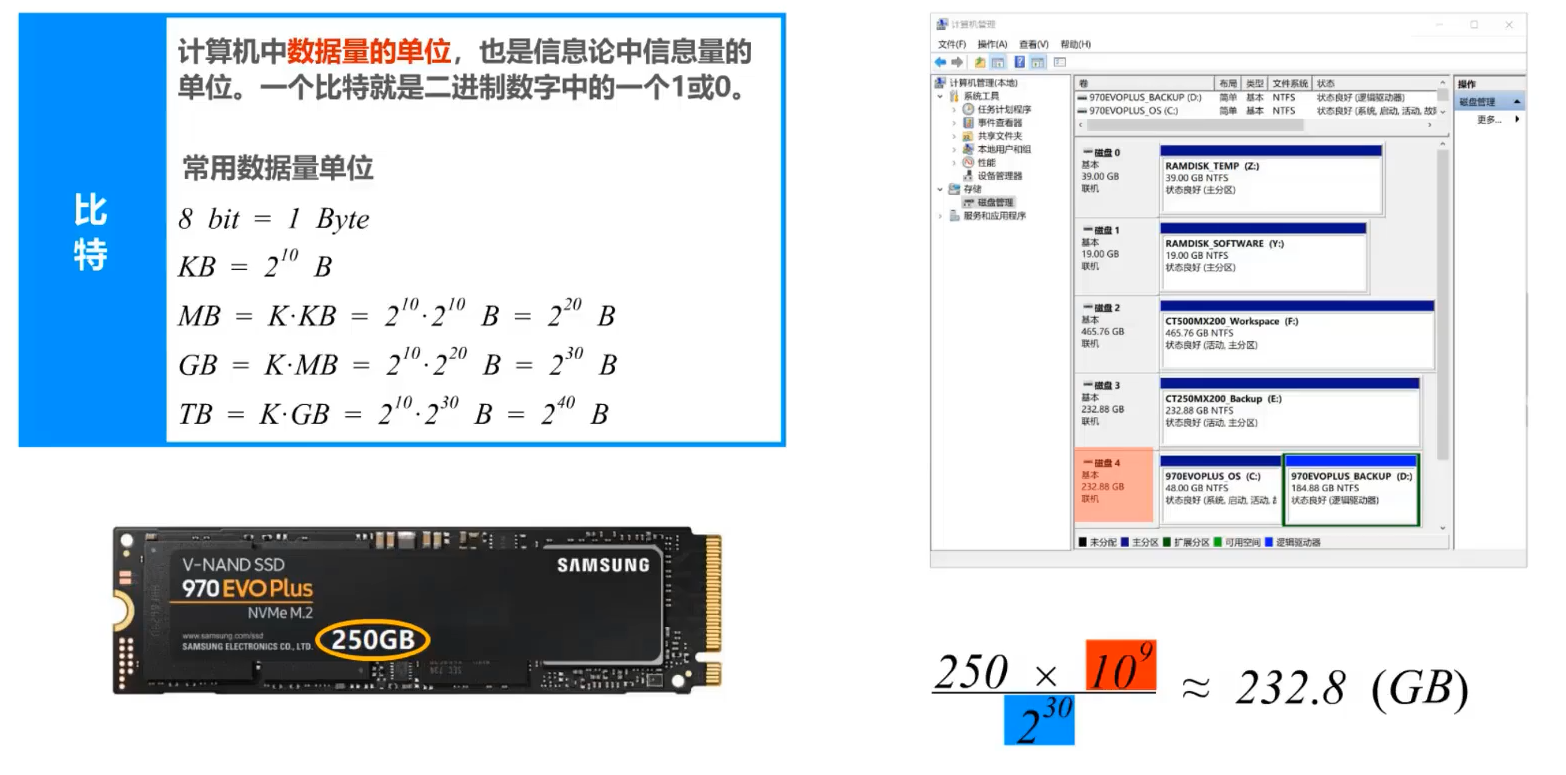 比
特
计算机中数据量的单位，也是信息论中信息量的
单位。一个比特就是二进制数字中的一个1或0。
常用数据量单位
8 bit = 1 Byte
KB = 2^10 B
MB = K·KB = 2^10·2^10 B = 2^20 B
GB = K·MB = 2^10·2^20 B = 2^30 B
TB = K·GB = 2^10·2^30 B = 2^40 B
V-NAND SSD
970 EVO Plus
NVMe M.2
www.samsung.com/ssd
SAMSUNG ELECTRONICS CO., LTD.
250GB
SAMSUNG
计算机管理
文件(F) 操作(A) 查看(V) 帮助(H)
计算机管理(本地)
系统工具
任务计划程序
事件查看器
共享文件夹
本地用户和组
性能
设备管理器
存储
磁盘管理
服务和应用程序
卷 布局 类型 文件系统 状态
970EVOPLUS_BACKUP (D:) 简单 基本 NTFS 状态良好 (逻辑驱动器)
970EVOPLUS_OS (C:) 简单 基本 NTFS 状态良好 (系统, 启动, 活动, 故
磁盘 0
基本
39.00 GB
联机
RAMDISK_TEMP (Z:)
39.00 GB NTFS
状态良好 (主分区)
磁盘 1
基本
19.00 GB
联机
RAMDISK_SOFTWARE (Y:)
19.00 GB NTFS
状态良好 (主分区)
磁盘 2
基本
465.76 GB
联机
CT500MX200_Workspace (F:)
465.76 GB NTFS
状态良好 (活动, 主分区)
磁盘 3
基本
232.88 GB
联机
CT250MX200_Backup (E:)
232.88 GB NTFS
状态良好 (活动, 主分区)
磁盘 4
基本
232.88 GB
联机
970EVOPLUS_OS (C:)
48.00 GB NTFS
状态良好 (系统, 启动, 活动,
970EVOPLUS_BACKUP (D:)
184.88 GB NTFS
状态良好 (逻辑驱动器)
未分配 主分区 扩展分区 可用空间 逻辑驱动器
操作
磁盘管理
更多...
250 × 10^9
2^30
≈ 232.8 (GB)